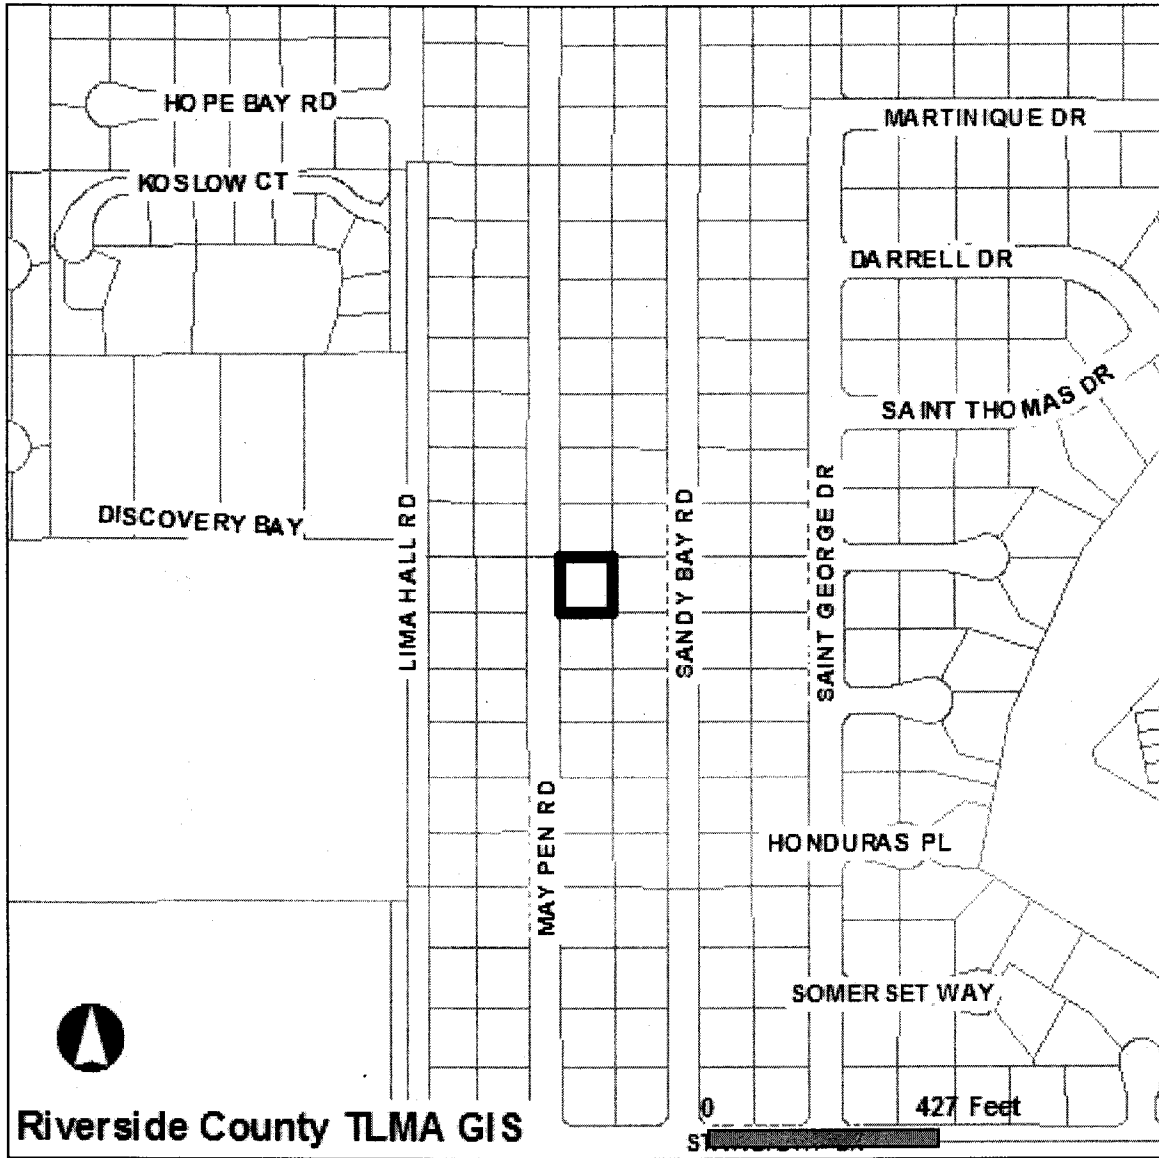 HOPE BAY RD
MARTINIQUE DR
KOSLOW CT
DARRELL DR
SAINT THOMAS DR
DISCOVERY BAY
LIMA HALL RD
SANDY BAY RD
SAINT GEORGE DR
MAY PEN RD
HONDURAS PL
SOMERSET WAY
0
427 Feet
Riverside County TLMA GIS